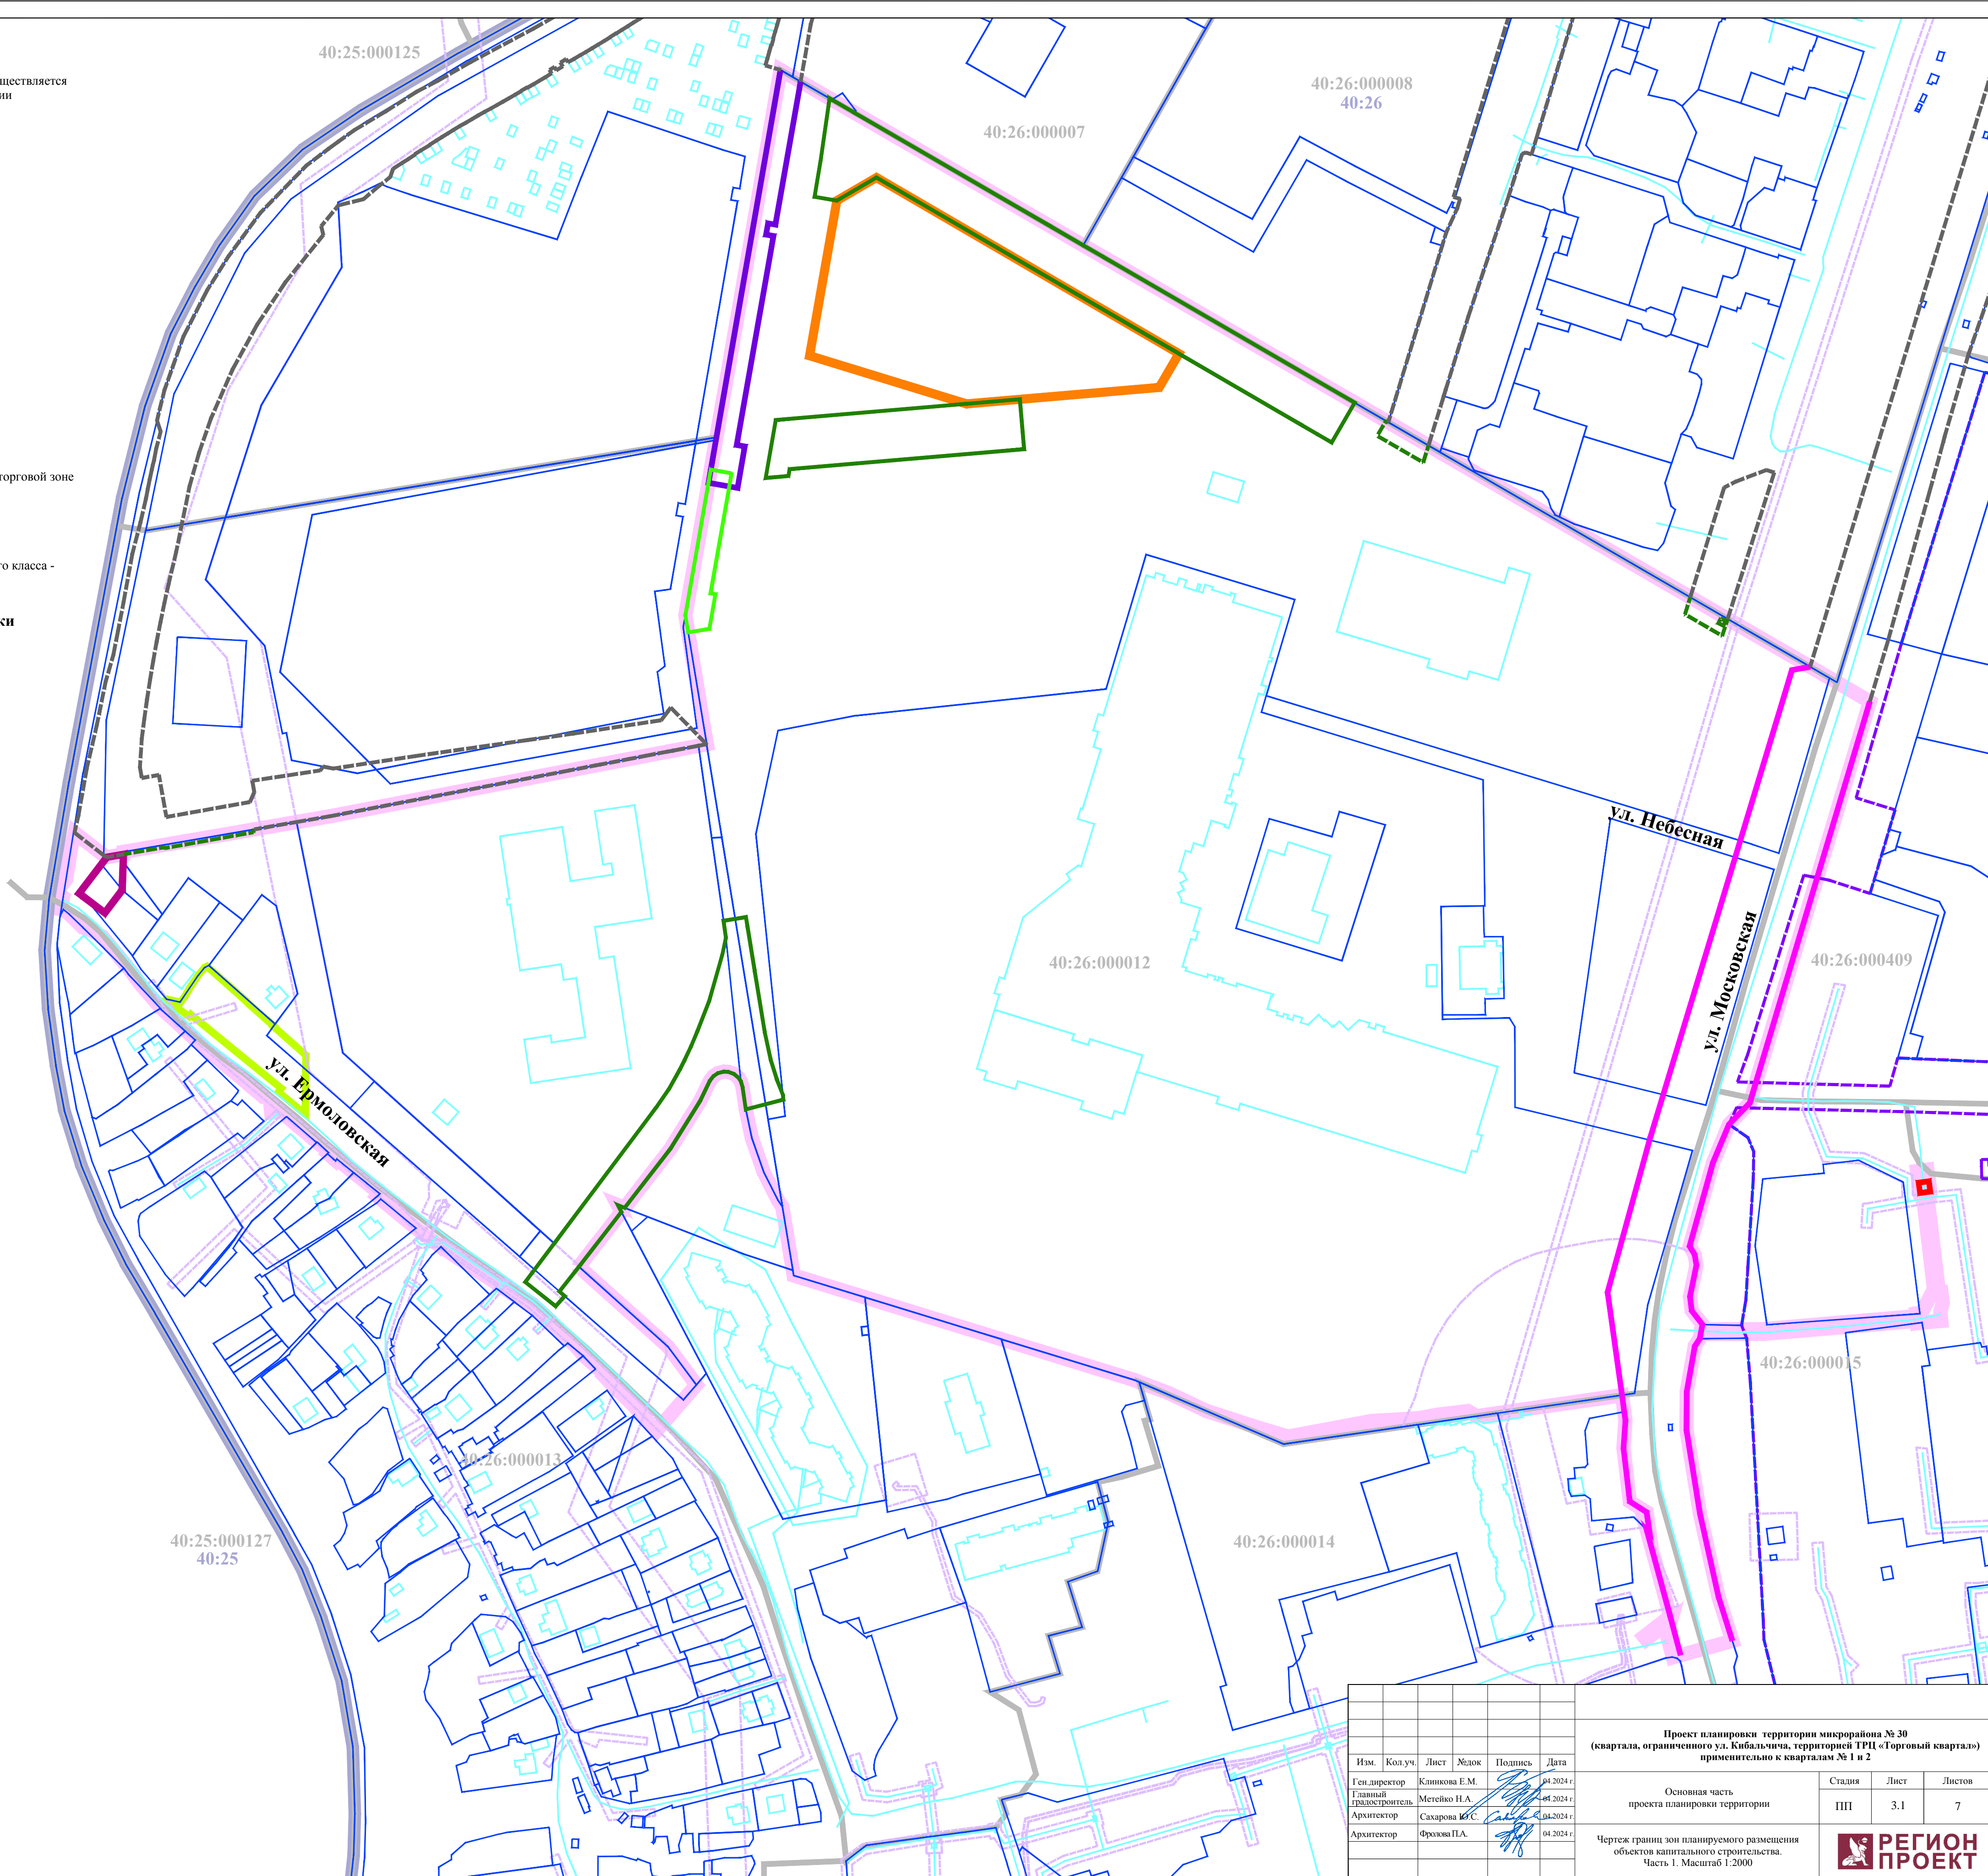 40:25:000125
40:26:000008
40:26
40:26:000007
ществляется
ии
торговой зоне
го класса -
ки
ул. Небесная
ул. Московская
40:26:000012
40:26:000409
ул. Ермоловская
40:26:000015
40:26:000013
40:25:000127
40:25
40:26:000014
Проект планировки территории микрорайона № 30
(квартала, ограниченного ул. Кибальчича, территорией ТРЦ «Торговый квартал»)
применительно к кварталам № 1 и 2
Изм. Кол.уч. Лист №док Подпись Дата
Ген.директор Клинкова Е.М. 04.2024 г.
Главный градостроитель Метейко Н.А. 04.2024 г.
Архитектор Сахарова Ю.С. 04.2024 г.
Архитектор Фролова П.А. 04.2024 г.
Основная часть
проекта планировки территории
Стадия Лист Листов
ПП 3.1 7
Чертеж границ зон планируемого размещения
объектов капитального строительства.
Часть 1. Масштаб 1:2000
РЕГИОН
ПРОЕКТ